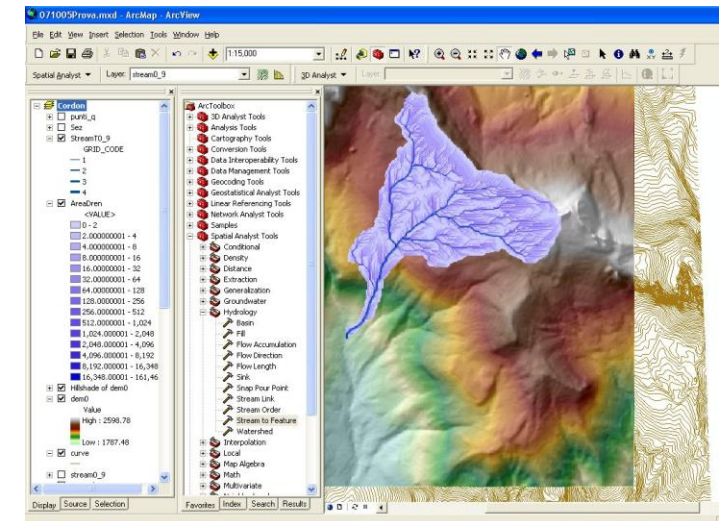 071005Prova.mxd - ArcMap - ArcView
File Edit View Insert Selection Tools Window Help
1:15,000
Spatial Analyst Layer: stream0_9 3D Analyst Layer:
Cordon
punti_q
Sez
StreamT0_9
GRID_CODE
1
2
3
4
AreaDren
<VALUE>
0 - 2
2.000000001 - 4
4.000000001 - 8
8.00000001 - 16
16.00000001 - 32
32.00000001 - 64
64.00000001 - 128
128.0000001 - 256
256.0000001 - 512
512.0000001 - 1,024
1,024.000001 - 2,048
2,048.000001 - 4,096
4,096.000001 - 8,192
8,192.000001 - 16,348
16,348.00001 - 161,46
Hillshade of dem0
dem0
Value
High : 2598.78
Low : 1787.48
curve
stream0_9
Display Source Selection
ArcToolbox
3D Analyst Tools
Analysis Tools
Cartography Tools
Conversion Tools
Data Interoperability Tools
Data Management Tools
Geocoding Tools
Geostatistical Analyst Tools
Linear Referencing Tools
Network Analyst Tools
Samples
Spatial Analyst Tools
Conditional
Density
Distance
Extraction
Generalization
Groundwater
Hydrology
Basin
Fill
Flow Accumulation
Flow Direction
Flow Length
Sink
Snap Pour Point
Stream Link
Stream Order
Stream to Feature
Watershed
Interpolation
Local
Map Algebra
Math
Multivariate
Favorites Index Search Results